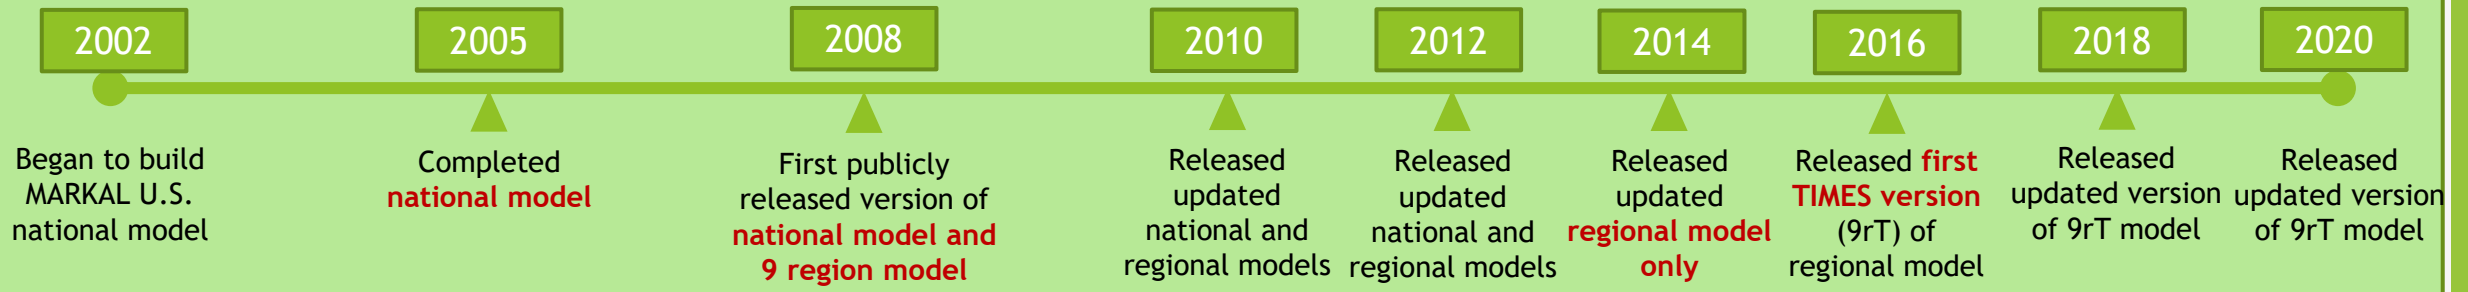 2002
Began to build
MARKAL U.S.
national model
2005
Completed
national model
2008
First publicly
released version of
national model and
9 region model
2010
Released
updated
national and
regional models
2012
Released
updated
national and
regional models
2014
Released
updated
regional model
only
2016
Released first
TIMES version
(9rT) of
regional model
2018
Released
updated version
of 9rT model
2020
Released
updated version
of 9rT model